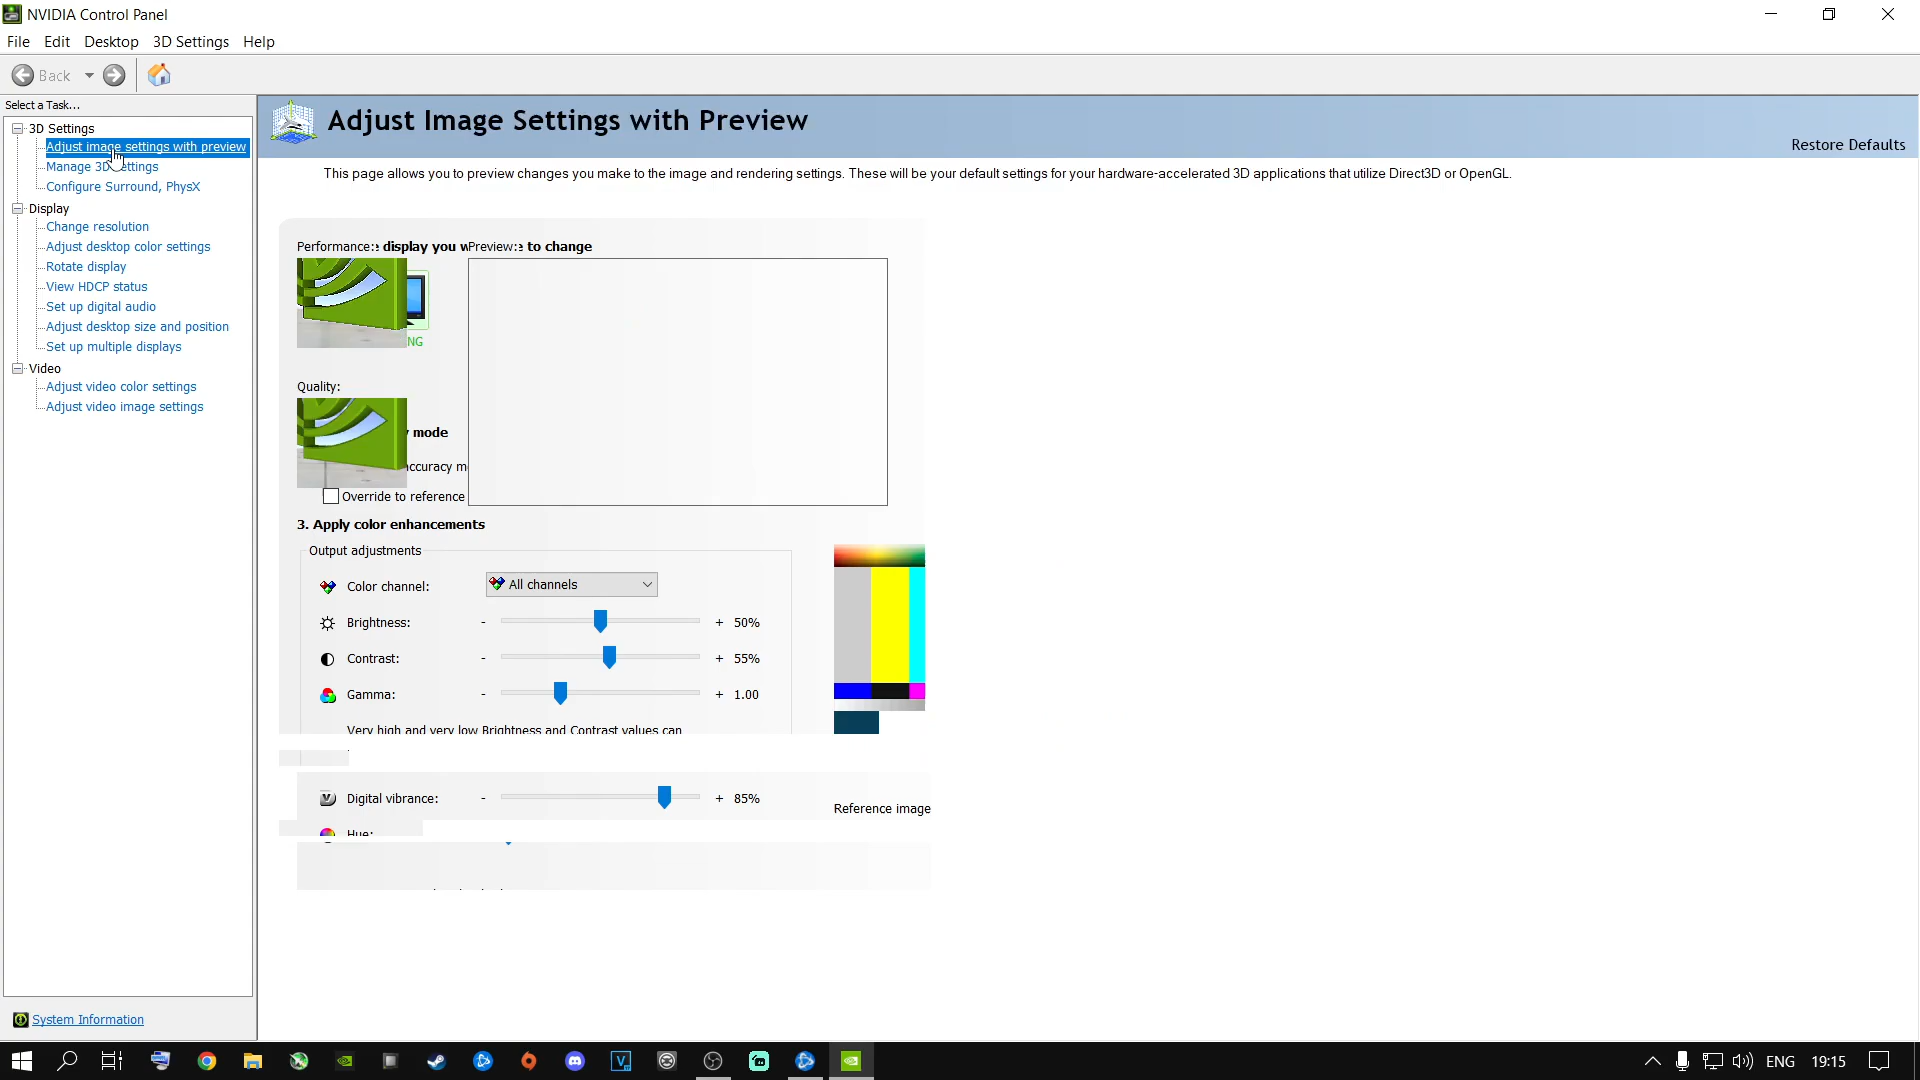 NVIDIA Control Panel
File Edit Desktop 3D Settings Help
Back
Select a Task...
3D Settings
Adjust image settings with preview
Manage 3D Settings
Configure Surround, PhysX
Display
Change resolution
Adjust desktop color settings
Rotate display
View HDCP status
Set up digital audio
Adjust desktop size and position
Set up multiple displays
Video
Adjust video color settings
Adjust video image settings
System Information
Adjust Image Settings with Preview
Restore Defaults
This page allows you to preview changes you make to the image and rendering settings. These will be your default settings for your hardware-accelerated 3D applications that utilize Direct3D or OpenGL.
Performance: display you Preview: to change
NG
Quality:
mode
Override to reference
3. Apply color enhancements
Output adjustments
Color channel: All channels
Brightness: - + 50%
Contrast: - + 55%
Gamma: - + 1.00
Very high and very low Brightness and Contrast values can
Digital vibrance: - + 85%
Reference image
Hue:
ENG 19:15